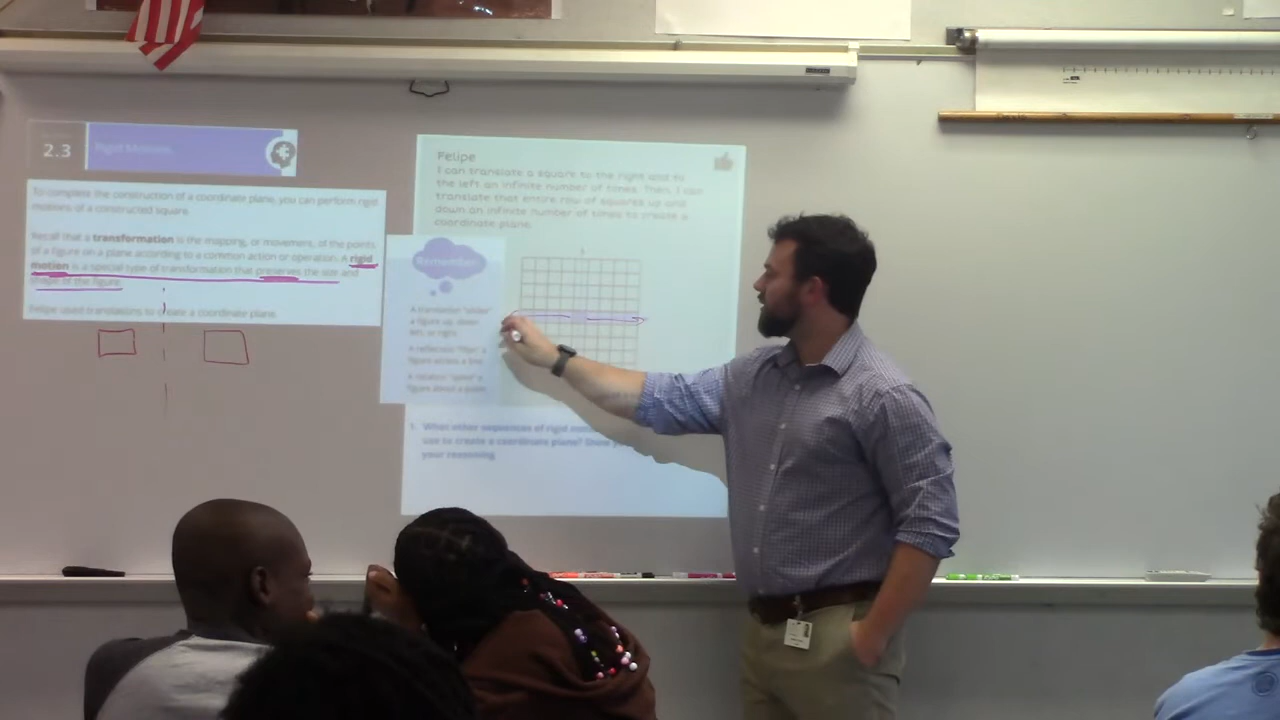 2.3
Rigid Motions
To complete the construction of a coordinate plane, you can perform rigid
motions of a constructed square.
Recall that a transformation is the mapping, or movement, of the points
of a figure on a plane according to a common action or operation. A rigid
motion is a special type of transformation that preserves the size and
shape of the figure.
Felipe used translations to create a coordinate plane.
Felipe
I can translate a square to the right and to
the left an infinite number of times. Then, I can
translate that entire row of squares up and
down an infinite number of times to create a
coordinate plane.
Remember
A translation "slides"
a figure up, down,
left, or right.
A reflection "flips" a
figure across a line.
A rotation "spins" a
figure about a point.
1. What other sequences of rigid
use to create a coordinate plane? Show
your reasoning.